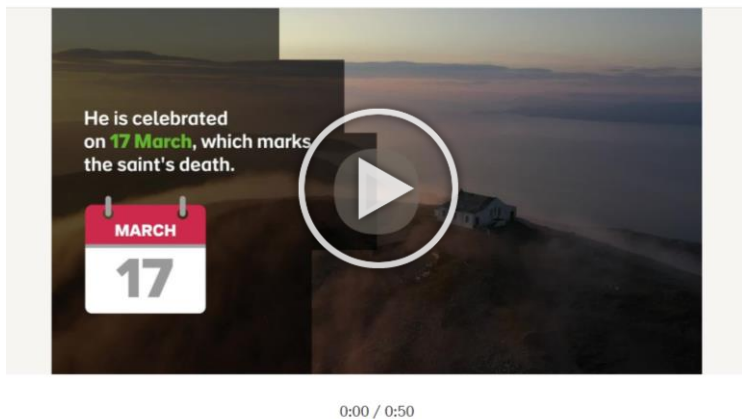 He is celebrated
on 17 March, which marks
the saint's death.
MARCH
17
0:00 / 0:50